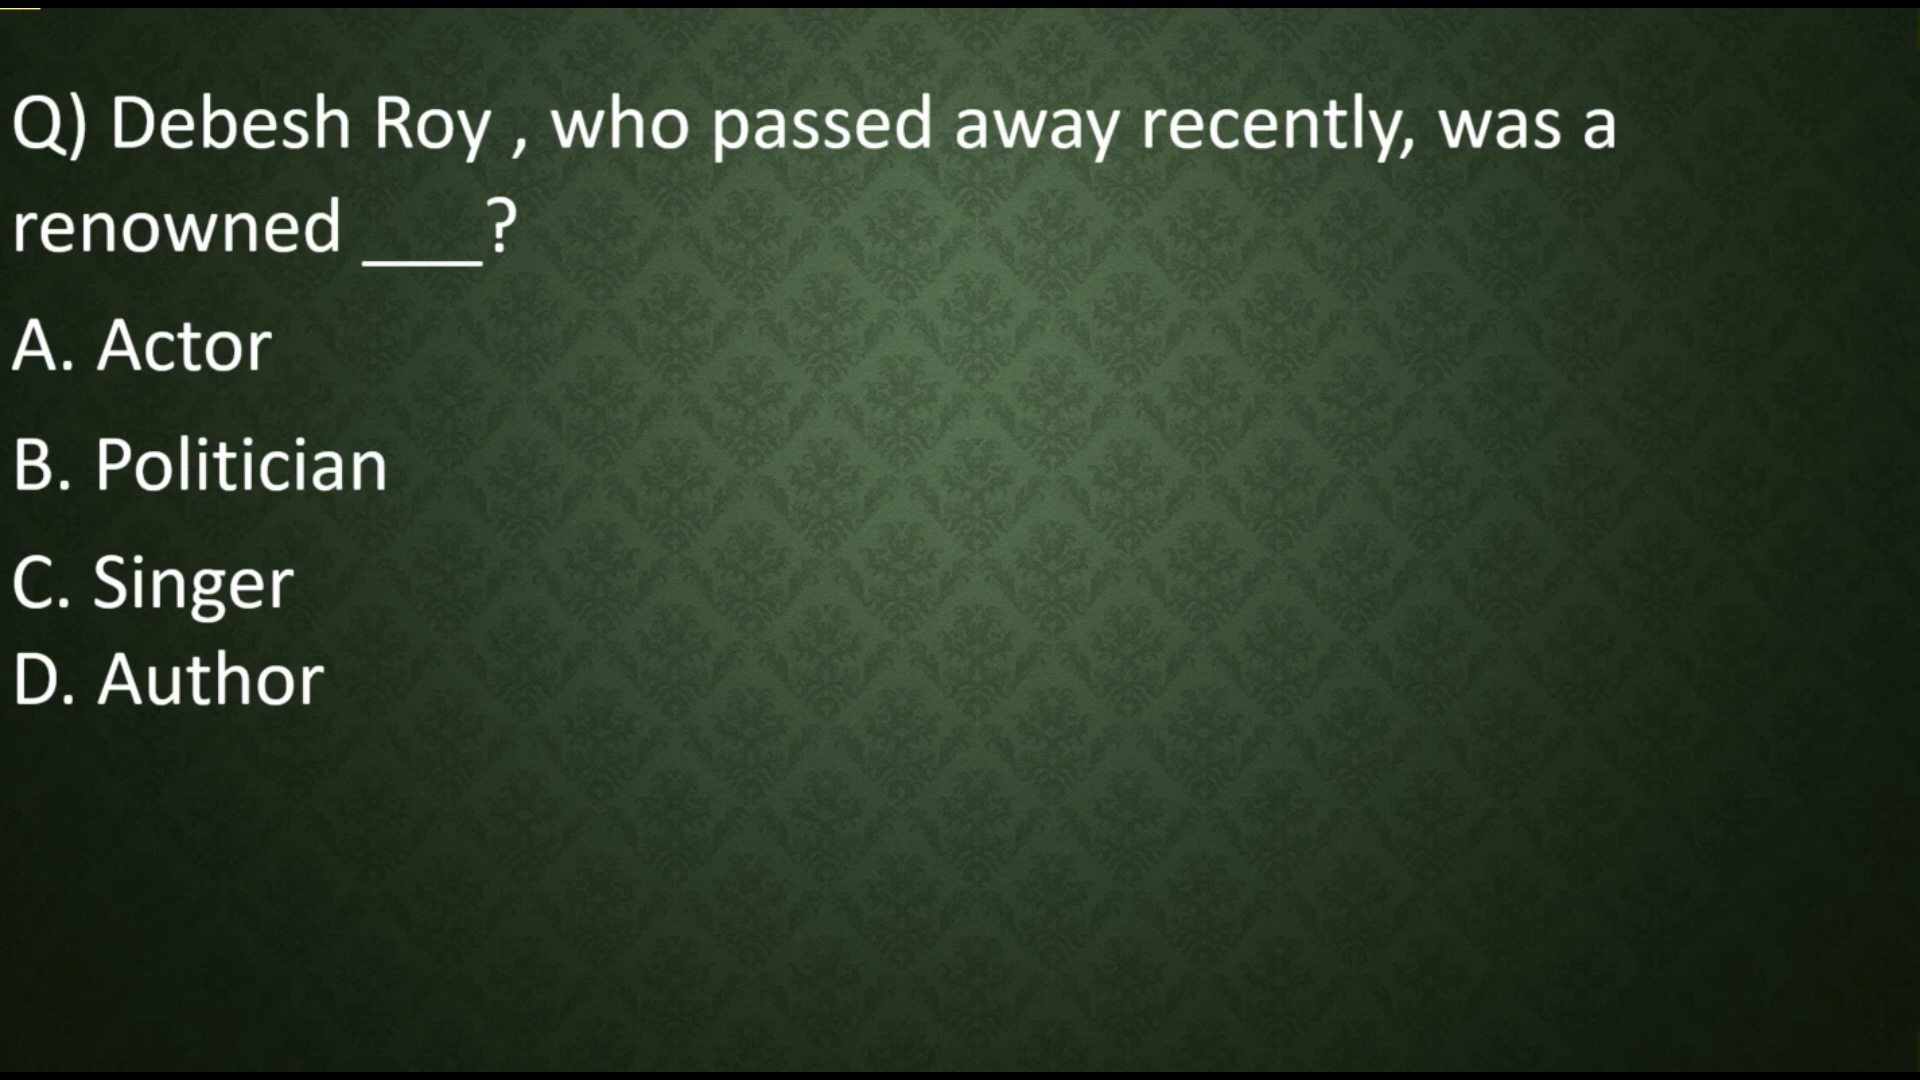 Q) Debesh Roy , who passed away recently, was a
renowned ___?
A. Actor
B. Politician
C. Singer
D. Author